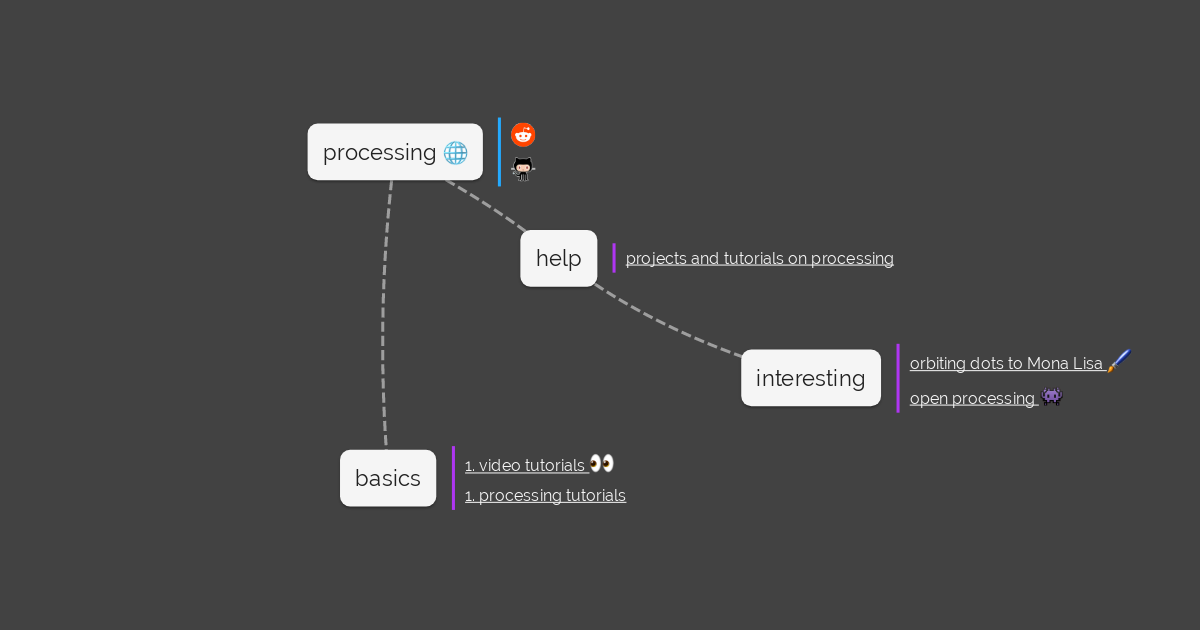 processing
help
projects and tutorials on processing
interesting
orbiting dots to Mona Lisa
open processing
basics
1. video tutorials
1. processing tutorials